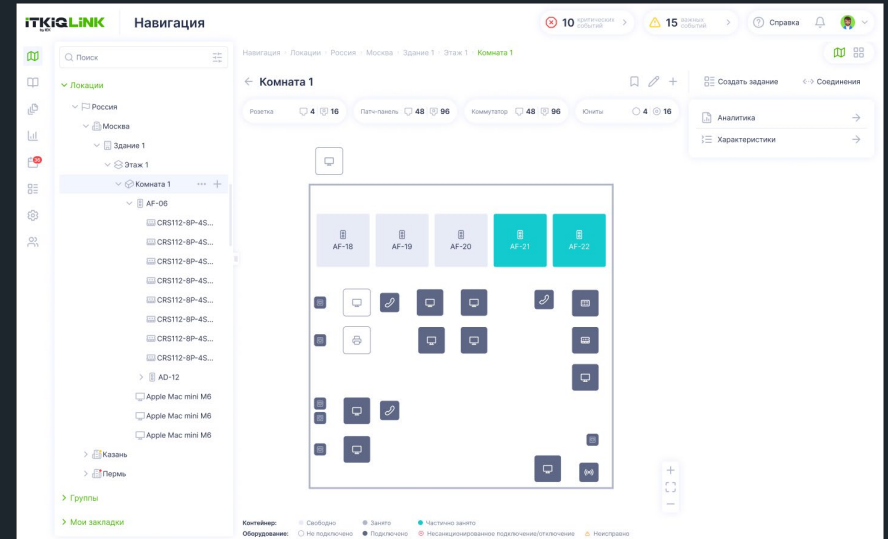 iTKiQLiNK
by IEK
Навигация
10 критических событий
15 важных событий
Справка
Поиск
Навигация · Локации · Россия · Москва · Здание 1 · Этаж 1 · Комната 1
Локации
Комната 1
Создать задание
Соединения
Россия
Розетка 4 16
Патч-панель 48 96
Коммутатор 48 96
Юниты 4 16
Аналитика
Характеристики
Москва
Здание 1
Этаж 1
Комната 1
AF-06
CRS112-8P-4S...
CRS112-8P-4S...
CRS112-8P-4S...
CRS112-8P-4S...
CRS112-8P-4S...
CRS112-8P-4S...
CRS112-8P-4S...
CRS112-8P-4S...
AD-12
Apple Mac mini M6
Apple Mac mini M6
Apple Mac mini M6
Казань
Пермь
Группы
Мои закладки
AF-18
AF-19
AF-20
AF-21
AF-22
Контейнер: Свободно Занято Частично занято
Оборудование: Не подключено Подключено Несанкционированное подключение/отключение Неисправно